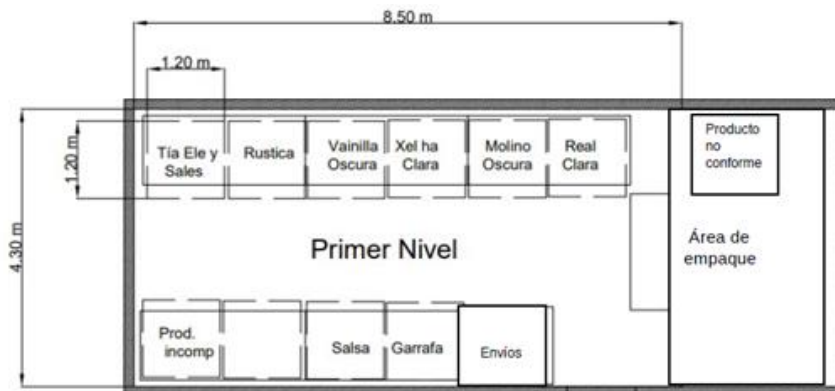 8.50 m
1.20 m
Producto
no
conforme
Tía Ele y
Sales
Rustica
Vainilla
Oscura
Xel ha
Clara
Molino
Oscura
Real
Clara
1.20 m
4.30 m
Primer Nivel
Área de
empaque
Prod.
incomp
Salsa
Garrafa
Envíos